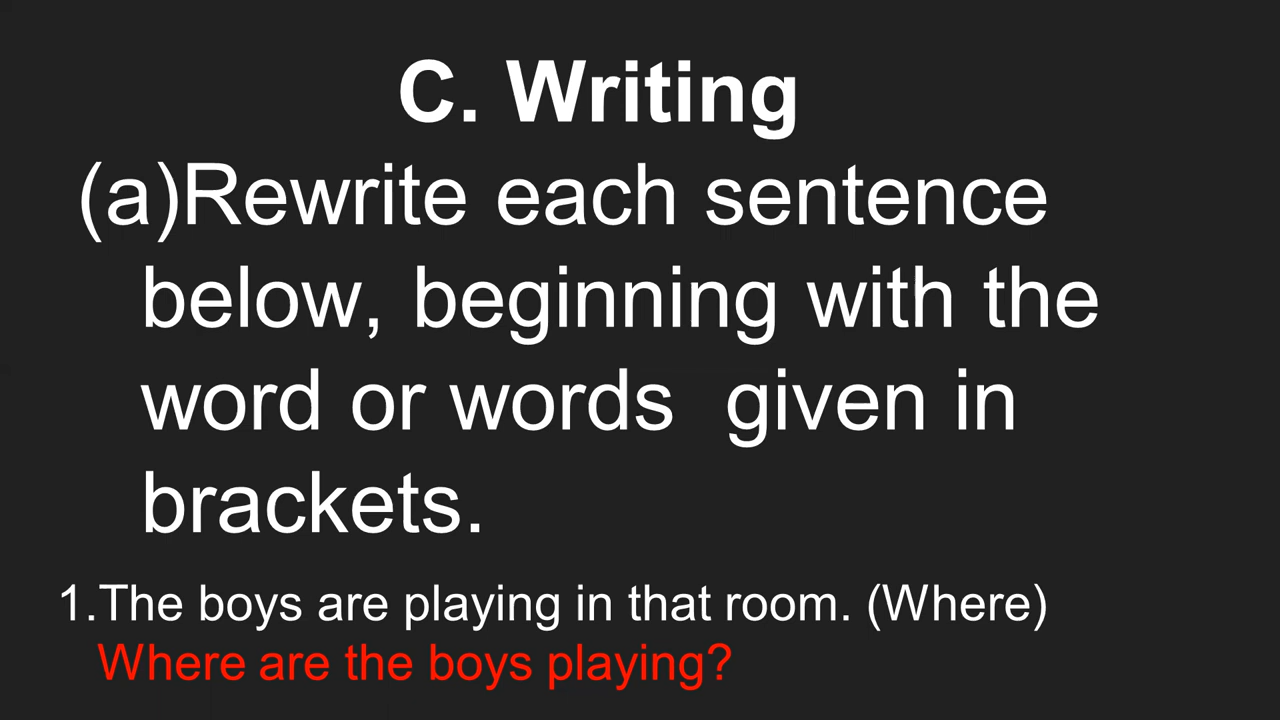 C. Writing
(a)Rewrite each sentence
below, beginning with the
word or words  given in
brackets.
1.The boys are playing in that room. (Where)
Where are the boys playing?